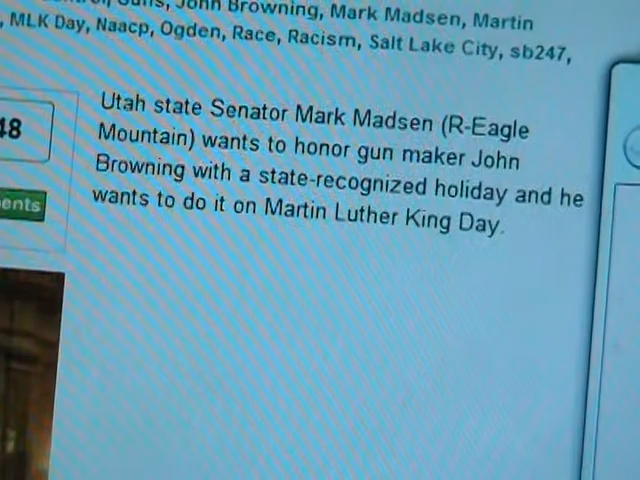 Guns, John Browning, Mark Madsen, Martin
, MLK Day, Naacp, Ogden, Race, Racism, Salt Lake City, sb247,
48
Utah state Senator Mark Madsen (R-Eagle
Mountain) wants to honor gun maker John
Browning with a state-recognized holiday and he
wants to do it on Martin Luther King Day.
ents